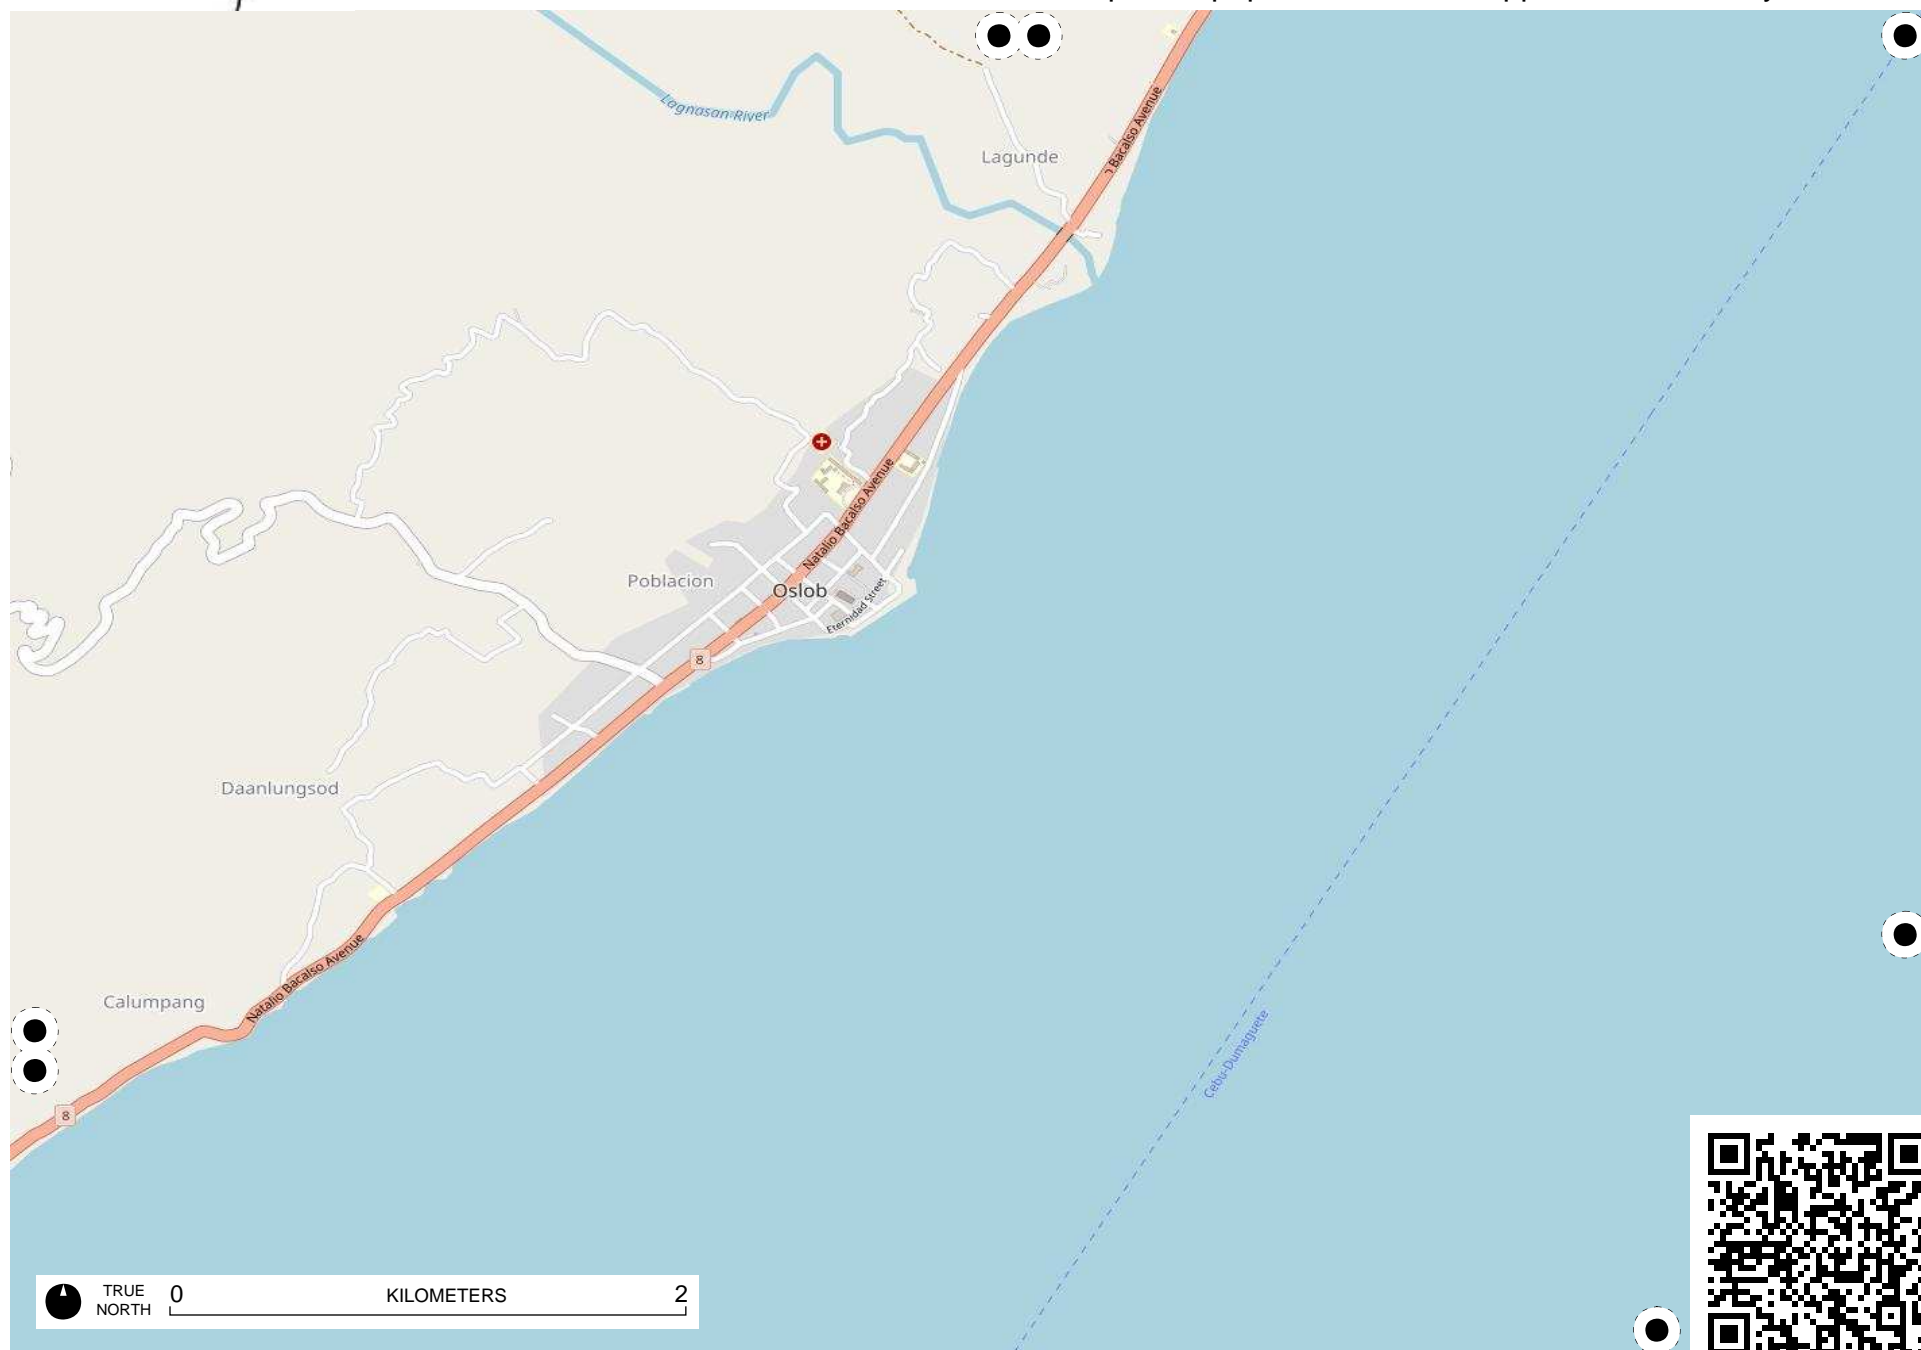 Lagnasan River
Lagunde
o Bacalso Avenue
Natalio Bacalso Avenue
Poblacion
Oslob
Eternidad Street
8
Daanlungsod
Natalio Bacalso Avenue
Calumpang
Cebu-Dumaguete
8
TRUE NORTH
0 KILOMETERS 2